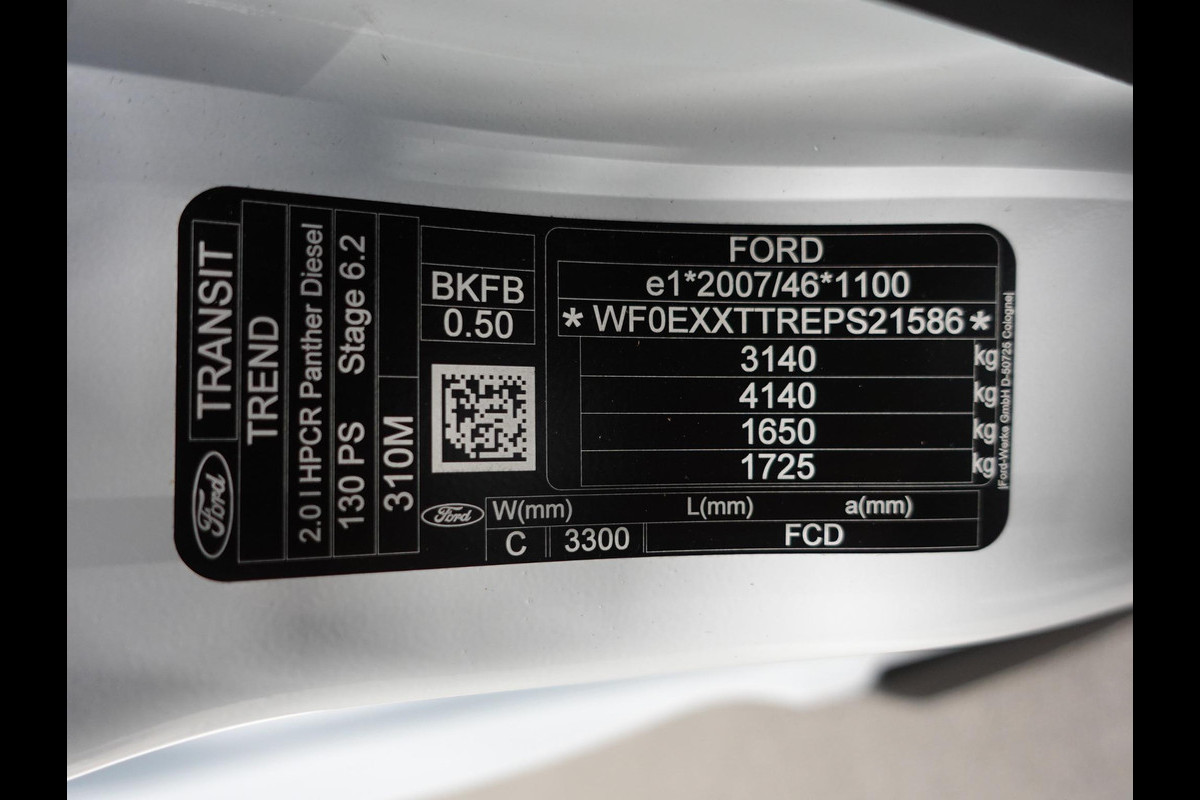 Ford
TRANSIT
TREND
2.0 l HPCR Panther Diesel
130 PS Stage 6.2
310M
BKFB
0.50
Ford
FORD
e1*2007/46*1100
* WF0EXXTTREPS21586 *
3140 kg
4140 kg
1650 kg
1725 kg
W(mm) L(mm) a(mm)
C 3300 FCD
Ford-Werke GmbH D-50725 Cologne